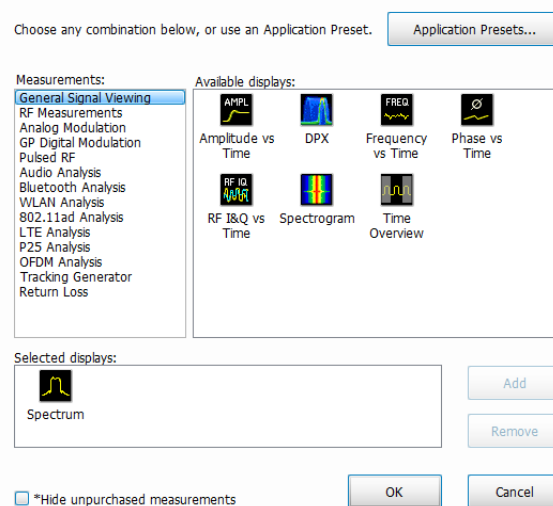 Choose any combination below, or use an Application Preset.
Application Presets...
Measurements:
Available displays:
General Signal Viewing
RF Measurements
Analog Modulation
GP Digital Modulation
Pulsed RF
Audio Analysis
Bluetooth Analysis
WLAN Analysis
802.11ad Analysis
LTE Analysis
P25 Analysis
OFDM Analysis
Tracking Generator
Return Loss
AMPL
FREQ
Ø
Amplitude vs
Time
DPX
Frequency
vs Time
Phase vs
Time
RF IQ
RF I&Q vs
Time
Spectrogram
Time
Overview
Selected displays:
Spectrum
Add
Remove
*Hide unpurchased measurements
OK
Cancel